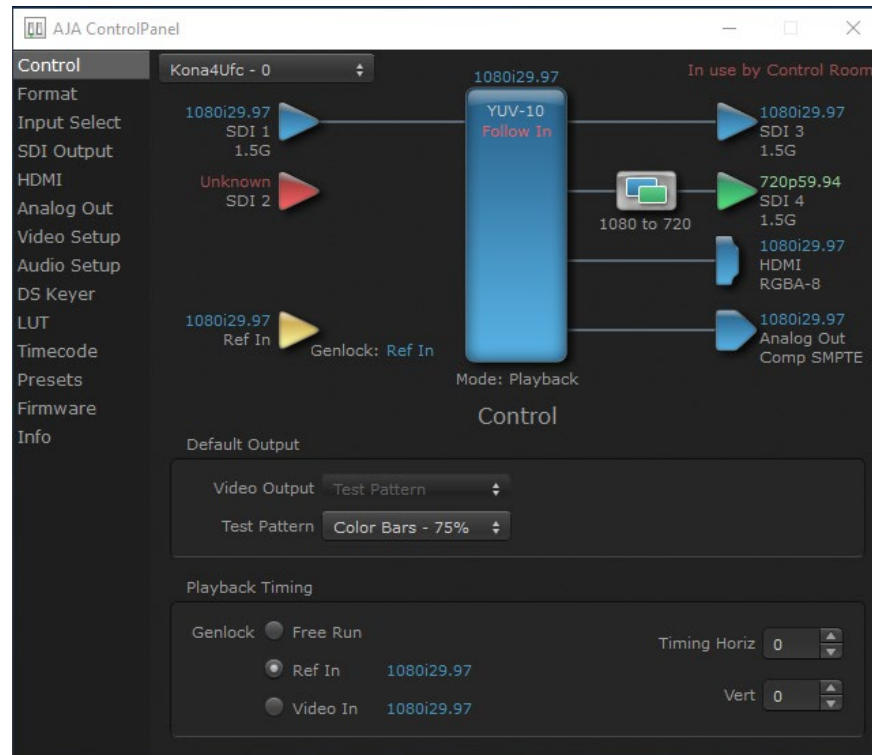 AJA ControlPanel
Control
Format
Input Select
SDI Output
HDMI
Analog Out
Video Setup
Audio Setup
DS Keyer
LUT
Timecode
Presets
Firmware
Info
Kona4Ufc - 0
1080i29.97
In use by Control Room
1080i29.97
SDI 1
1.5G
Unknown
SDI 2
1080i29.97
Ref In
Genlock: Ref In
YUV-10
Follow In
Mode: Playback
1080 to 720
1080i29.97
SDI 3
1.5G
720p59.94
SDI 4
1.5G
1080i29.97
HDMI
RGBA-8
1080i29.97
Analog Out
Comp SMPTE
Control
Default Output
Video Output Test Pattern
Test Pattern Color Bars - 75%
Playback Timing
Genlock Free Run
Ref In 1080i29.97
Video In 1080i29.97
Timing Horiz 0
Vert 0